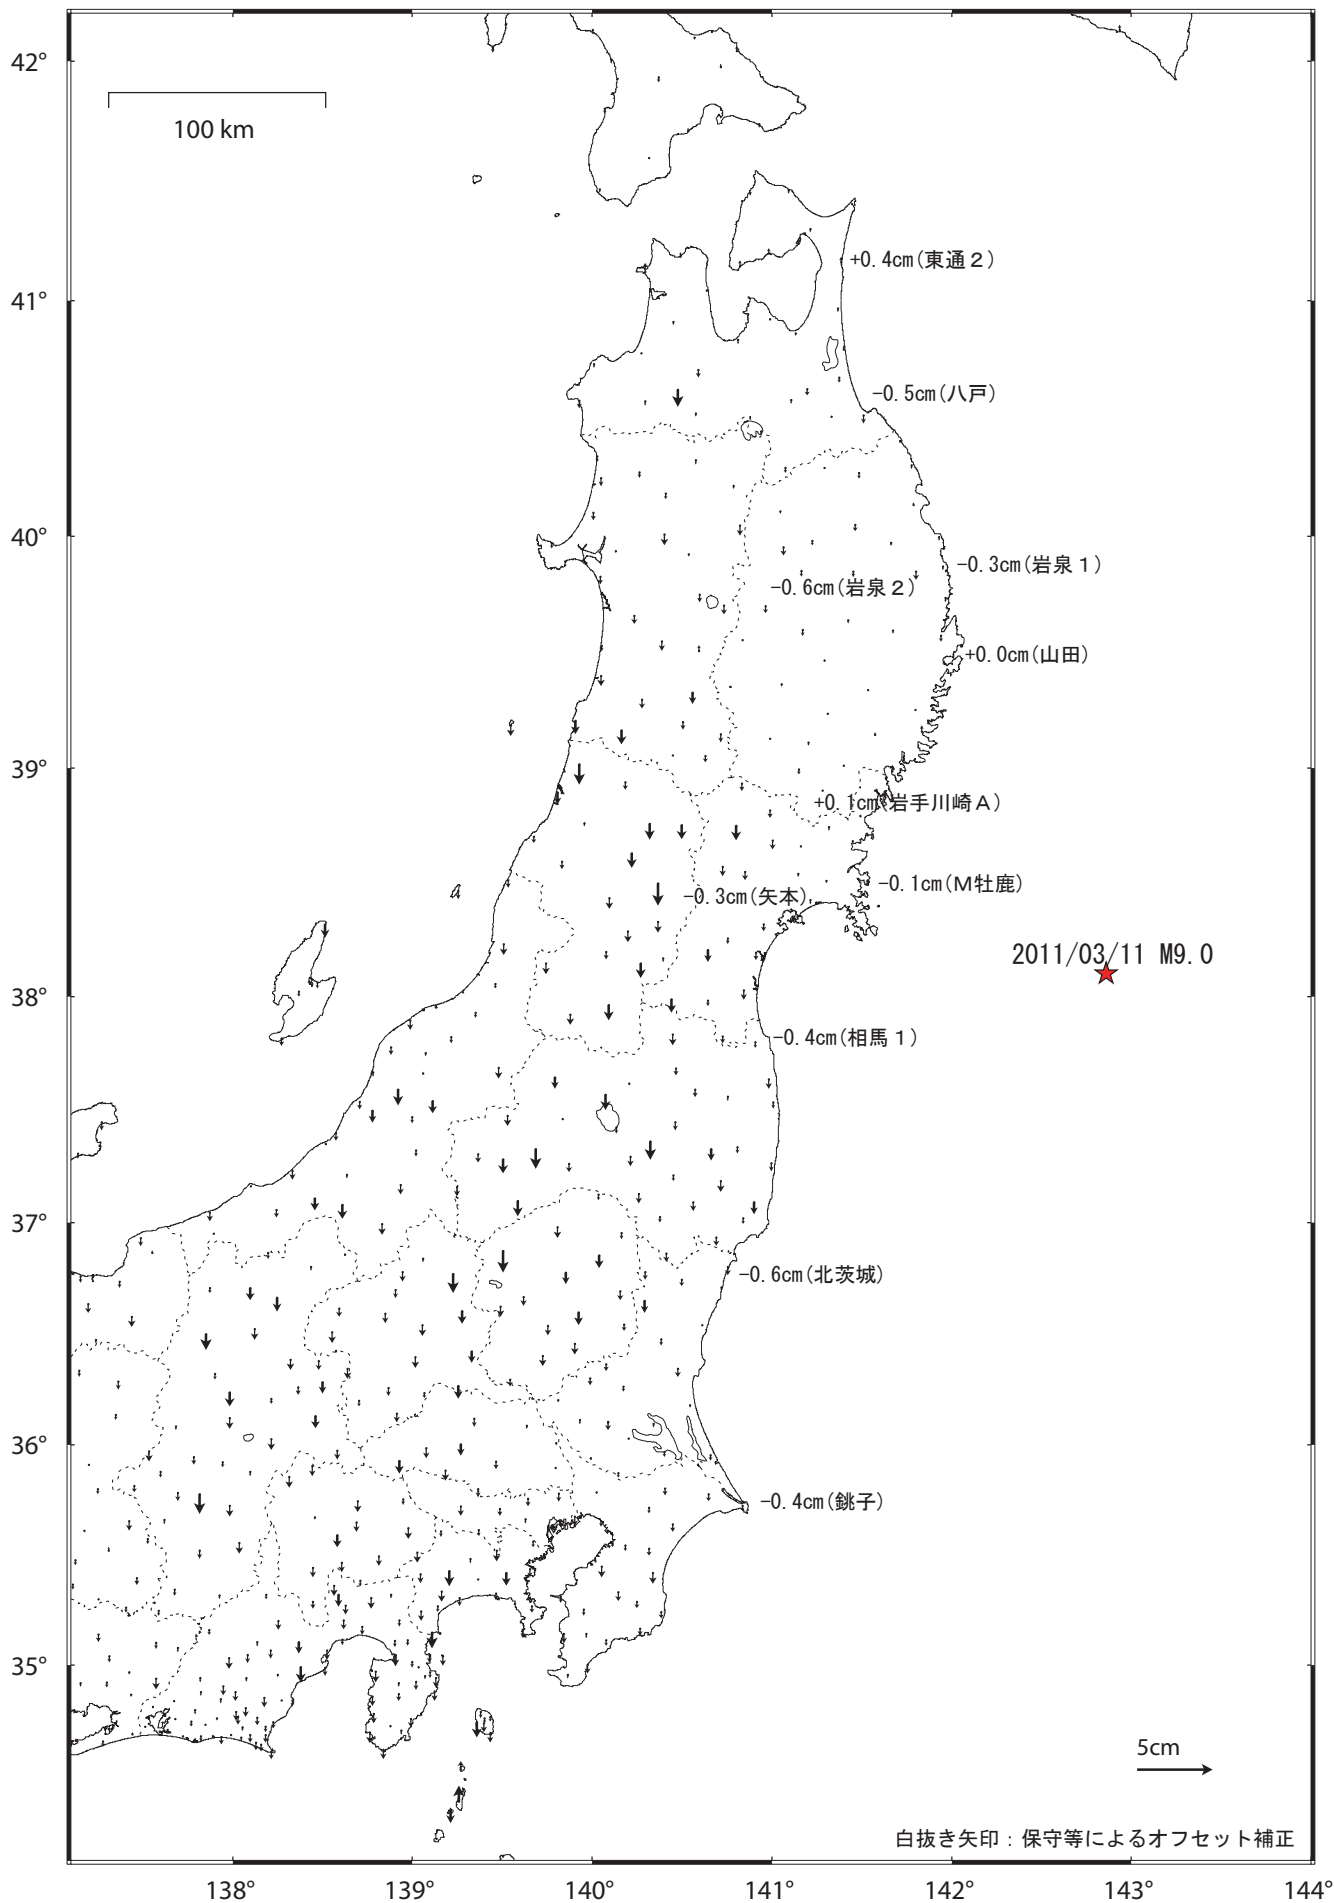 42°
100 km
+0.4cm(東通2)
41°
-0.5cm(八戸)
40°
-0.3cm(岩泉1)
-0.6cm(岩泉2)
+0.0cm(山田)
39°
+0.1cm(岩手川崎A)
-0.1cm(M牡鹿)
-0.3cm(矢本)
2011/03/11 M9.0
38°
-0.4cm(相馬1)
37°
-0.6cm(北茨城)
36°
-0.4cm(銚子)
35°
5cm
白抜き矢印:保守等によるオフセット補正
138° 139° 140° 141° 142° 143° 144°